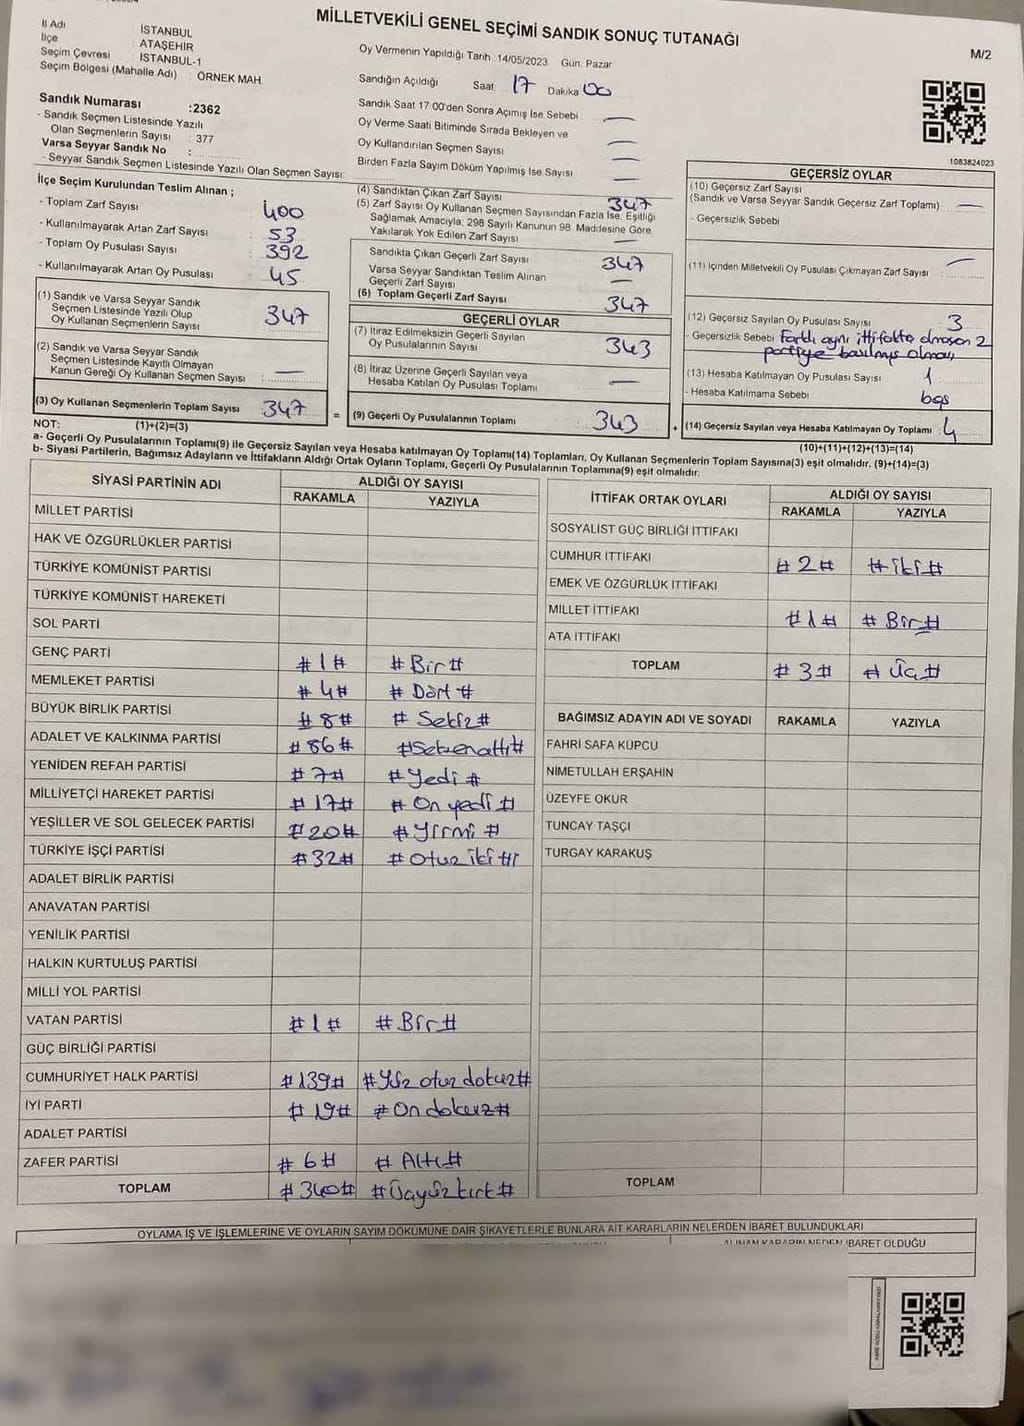 MİLLETVEKİLİ GENEL SEÇİMİ SANDIK SONUÇ TUTANAĞI
M/2
İl Adı İSTANBUL
İlçe ATAŞEHİR
Seçim Çevresi İSTANBUL-1
Seçim Bölgesi (Mahalle Adı) : ÖRNEK MAH.
Sandık Numarası :2362
- Sandık Seçmen Listesinde Yazılı
Olan Seçmenlerin Sayısı : 377
Varsa Seyyar Sandık No :
- Seyyar Sandık Seçmen Listesinde Yazılı Olan Seçmen Sayısı:
Oy Vermenin Yapıldığı Tarih :14/05/2023 Gün: Pazar
Sandığın Açıldığı Saat: 17 Dakika 00
Sandık Saat 17:00'den Sonra Açımış İse Sebebi —
Oy Verme Saati Bitiminde Sırada Bekleyen ve —
Oy Kullandırılan Seçmen Sayısı —
Birden Fazla Sayım Döküm Yapılmış İse Sayısı —
1083824023
İlçe Seçim Kurulundan Teslim Alınan ;
- Toplam Zarf Sayısı : 400
- Kullanılmayarak Artan Zarf Sayısı : 53
- Toplam Oy Pusulası Sayısı : 392
- Kullanılmayarak Artan Oy Pusulası : 45
(1) Sandık ve Varsa Seyyar Sandık
Seçmen Listesinde Yazılı Olup
Oy Kullanan Seçmenlerin Sayısı : 347
(2) Sandık ve Varsa Seyyar Sandık
Seçmen Listesinde Kayıtlı Olmayan
Kanun Gereği Oy Kullanan Seçmen Sayısı : —
(3) Oy Kullanan Seçmenlerin Toplam Sayısı 347
(1)+(2)=(3)
(4) Sandıktan Çıkan Zarf Sayısı 347
(5) Zarf Sayısı Oy Kullanan Seçmen Sayısından Fazla İse, Eşitliği
Sağlamak Amacıyla, 298 Sayılı Kanunun 98. Maddesine Göre
Yakılarak Yok Edilen Zarf Sayısı —
Sandıkta Çıkan Geçerli Zarf Sayısı 347
Varsa Seyyar Sandıktan Teslim Alınan
Geçerli Zarf Sayısı —
(6) Toplam Geçerli Zarf Sayısı 347
GEÇERLİ OYLAR
(7) İtiraz Edilmeksizin Geçerli Sayılan
Oy Pusulalarının Sayısı : 343
(8) İtiraz Üzerine Geçerli Sayılan veya
Hesaba Katılan Oy Pusulası Toplamı : —
= (9) Geçerli Oy Pusulalarının Toplamı : 343
GEÇERSİZ OYLAR
(10) Geçersiz Zarf Sayısı
(Sandık ve Varsa Seyyar Sandık Geçersiz Zarf Toplamı) —
- Geçersizlik Sebebi
(11) İçinden Milletvekili Oy Pusulası Çıkmayan Zarf Sayısı —
(12) Geçersiz Sayılan Oy Pusulası Sayısı 3
- Geçersizlik Sebebi Farklı aynı ittifakta olmayan 2
partiye basılmış olması
(13) Hesaba Katılmayan Oy Pusulası Sayısı 1
- Hesaba Katılmama Sebebi boş
+ (14) Geçersiz Sayılan veya Hesaba Katılmayan Oy Toplamı : 4
(10)+(11)+(12)+(13)=(14)
NOT:
a- Geçerli Oy Pusulalarının Toplamı(9) ile Geçersiz Sayılan veya Hesaba katılmayan Oy Toplamı(14) Toplamları, Oy Kullanan Seçmenlerin Toplam Sayısına(3) eşit olmalıdır, (9)+(14)=(3)
b- Siyasi Partilerin, Bağımsız Adayların ve İttifakların Aldığı Ortak Oyların Toplamı, Geçerli Oy Pusulalarının Toplamına(9) eşit olmalıdır.
SİYASİ PARTİNİN ADI ALDIĞI OY SAYISI
RAKAMLA YAZIYLA
MİLLET PARTİSİ
HAK VE ÖZGÜRLÜKLER PARTİSİ
TÜRKİYE KOMÜNİST PARTİSİ
TÜRKİYE KOMÜNİST HAREKETİ
SOL PARTİ
GENÇ PARTİ #1# #Bir#
MEMLEKET PARTİSİ #4# #Dört#
BÜYÜK BİRLİK PARTİSİ #8# #Sekiz#
ADALET VE KALKINMA PARTİSİ #86# #Seksenaltı#
YENİDEN REFAH PARTİSİ #7# #Yedi#
MİLLİYETÇİ HAREKET PARTİSİ #17# #On yedi#
YEŞİLLER VE SOL GELECEK PARTİSİ #20# #Yirmi#
TÜRKİYE İŞÇİ PARTİSİ #32# #Otuz iki#
ADALET BİRLİK PARTİSİ
ANAVATAN PARTİSİ
YENİLİK PARTİSİ
HALKIN KURTULUŞ PARTİSİ
MİLLİ YOL PARTİSİ
VATAN PARTİSİ #1# #Bir#
GÜÇ BİRLİĞİ PARTİSİ
CUMHURİYET HALK PARTİSİ #139# #Yüz otuz dokuz#
İYİ PARTİ #19# #On dokuz#
ADALET PARTİSİ
ZAFER PARTİSİ #6# #Altı#
TOPLAM #340# #Üçyüz kırk#
İTTİFAK ORTAK OYLARI ALDIĞI OY SAYISI
RAKAMLA YAZIYLA
SOSYALİST GÜÇ BİRLİĞİ İTTİFAKI
CUMHUR İTTİFAKI #2# #iki#
EMEK VE ÖZGÜRLÜK İTTİFAKI
MİLLET İTTİFAKI #1# #Bir#
ATA İTTİFAKI
TOPLAM #3# #Üç#
BAĞIMSIZ ADAYIN ADI VE SOYADI RAKAMLA YAZIYLA
FAHRİ SAFA KÜPCÜ
NİMETULLAH ERŞAHİN
ÜZEYFE OKUR
TUNCAY TAŞÇI
TURGAY KARAKUŞ
TOPLAM
OYLAMA İŞ VE İŞLEMLERİNE VE OYLARIN SAYIM DÖKÜMÜNE DAİR ŞİKAYETLERLE BUNLARA AİT KARARLARIN NELERDEN İBARET BULUNDUKLARI
ALINAN KARARIN NEDEN İBARET OLDUĞU